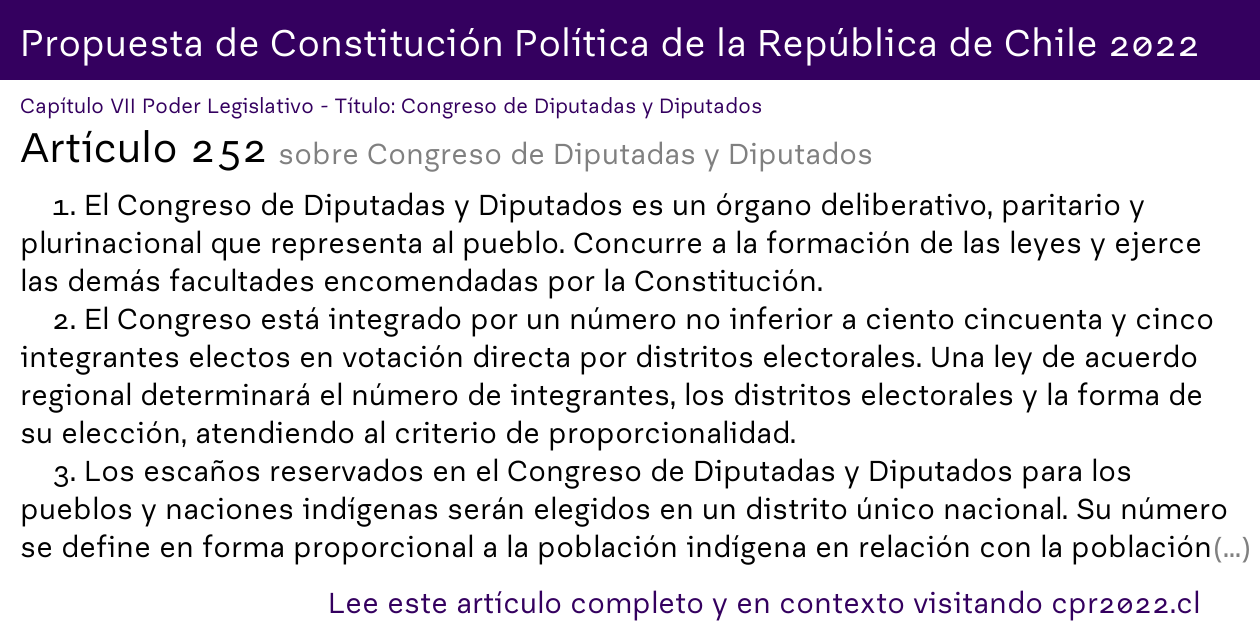 Propuesta de Constitución Política de la República de Chile 2022
Capítulo VII Poder Legislativo - Título: Congreso de Diputadas y Diputados
Artículo 252 sobre Congreso de Diputadas y Diputados
1. El Congreso de Diputadas y Diputados es un órgano deliberativo, paritario y
plurinacional que representa al pueblo. Concurre a la formación de las leyes y ejerce
las demás facultades encomendadas por la Constitución.
2. El Congreso está integrado por un número no inferior a ciento cincuenta y cinco
integrantes electos en votación directa por distritos electorales. Una ley de acuerdo
regional determinará el número de integrantes, los distritos electorales y la forma de
su elección, atendiendo al criterio de proporcionalidad.
3. Los escaños reservados en el Congreso de Diputadas y Diputados para los
pueblos y naciones indígenas serán elegidos en un distrito único nacional. Su número
se define en forma proporcional a la población indígena en relación con la población(...)
Lee este artículo completo y en contexto visitando cpr2022.cl